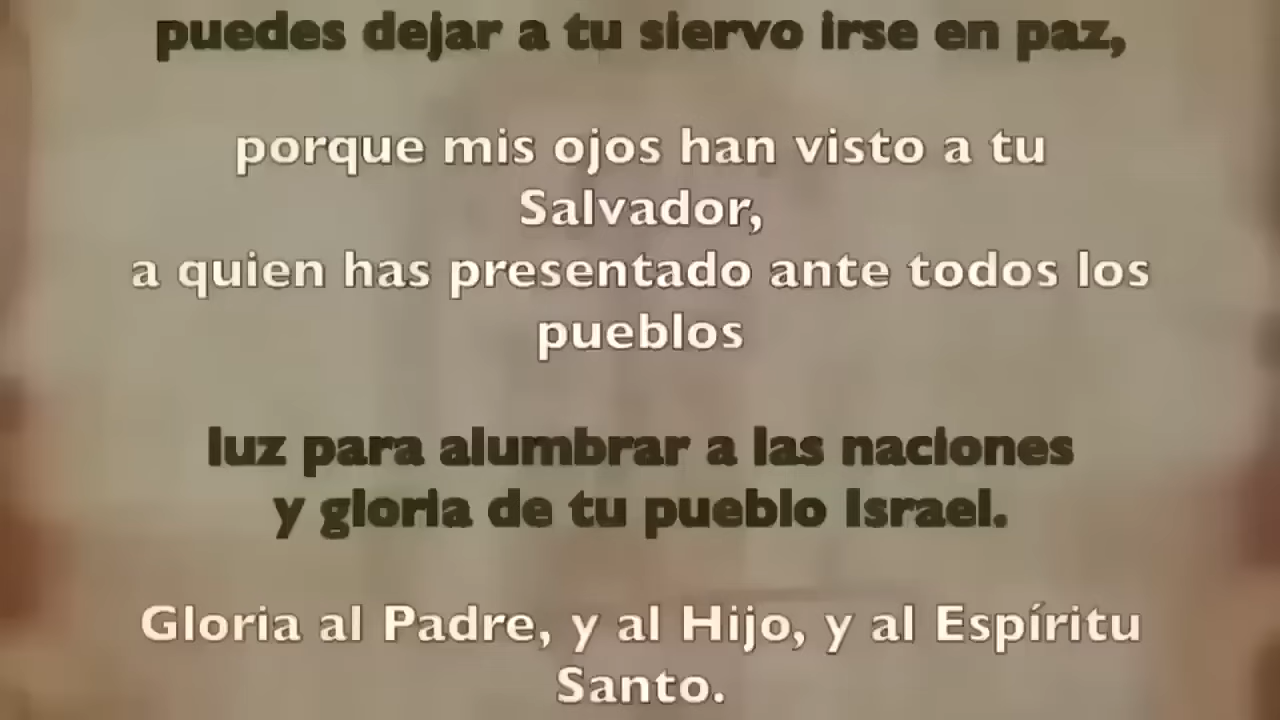 puedes dejar a tu siervo irse en paz,
porque mis ojos han visto a tu
Salvador,
a quien has presentado ante todos los
pueblos
luz para alumbrar a las naciones
y gloria de tu pueblo Israel.
Gloria al Padre, y al Hijo, y al Espíritu
Santo.